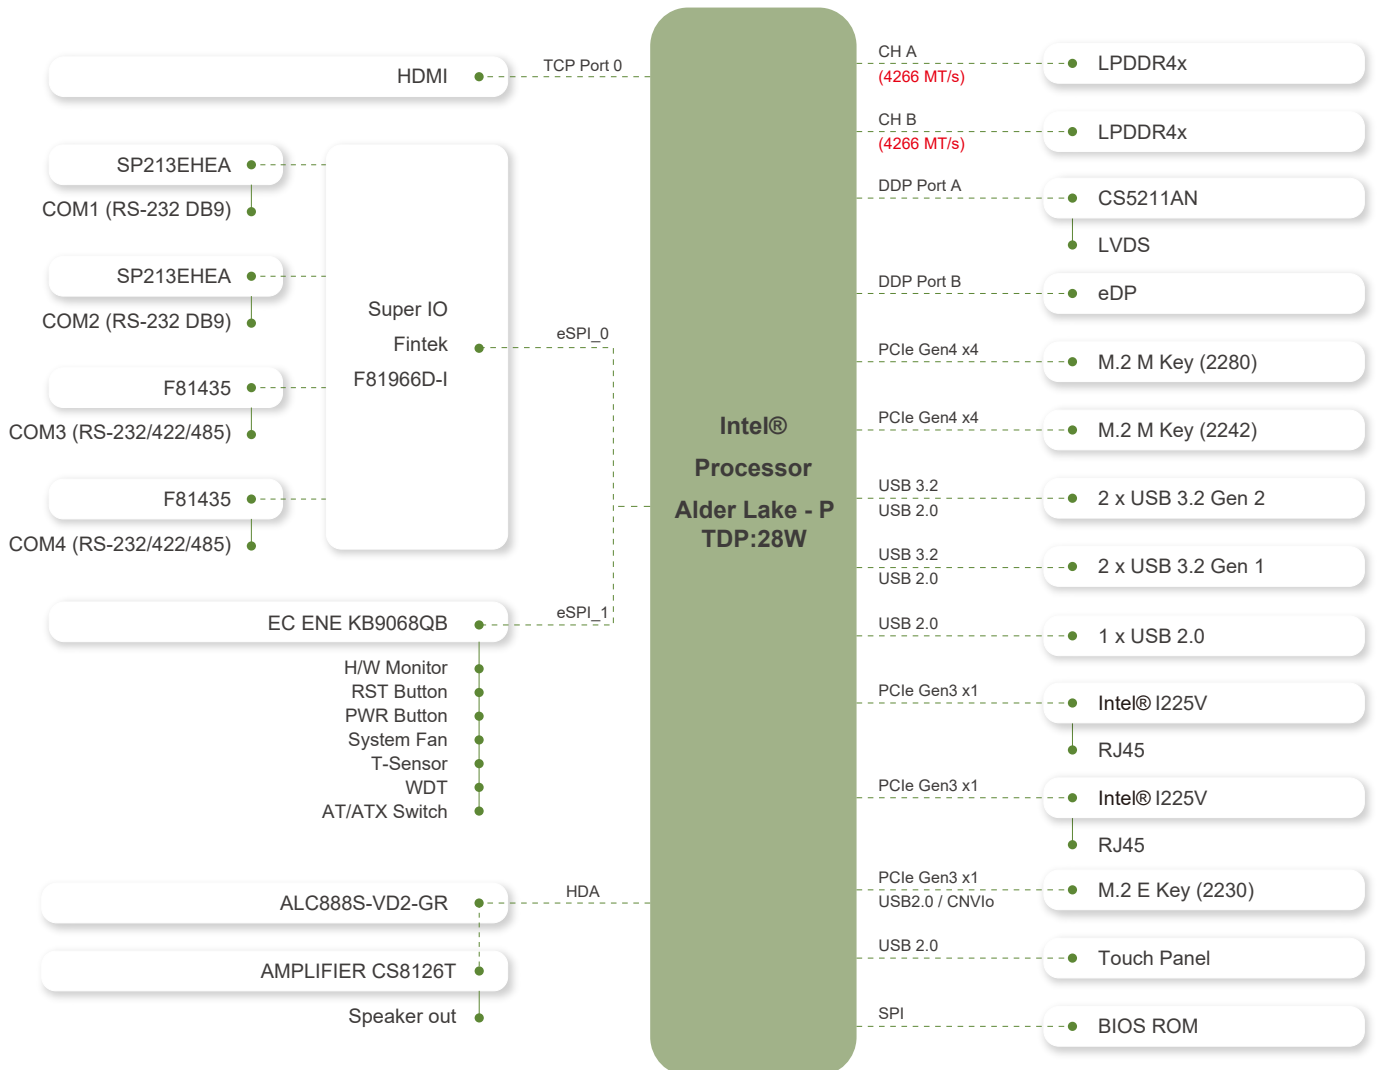 HDMI
TCP Port 0
SP213EHEA
COM1 (RS-232 DB9)
SP213EHEA
COM2 (RS-232 DB9)
F81435
COM3 (RS-232/422/485)
F81435
COM4 (RS-232/422/485)
Super IO
Fintek
F81966D-I
eSPI_0
EC ENE KB9068QB
eSPI_1
H/W Monitor
RST Button
PWR Button
System Fan
T-Sensor
WDT
AT/ATX Switch
ALC888S-VD2-GR
HDA
AMPLIFIER CS8126T
Speaker out
Intel®
Processor
Alder Lake - P
TDP:28W
CH A
(4266 MT/s)
LPDDR4x
CH B
(4266 MT/s)
LPDDR4x
DDP Port A
CS5211AN
LVDS
DDP Port B
eDP
PCIe Gen4 x4
M.2 M Key (2280)
PCIe Gen4 x4
M.2 M Key (2242)
USB 3.2
USB 2.0
2 x USB 3.2 Gen 2
USB 3.2
USB 2.0
2 x USB 3.2 Gen 1
USB 2.0
1 x USB 2.0
PCIe Gen3 x1
Intel® I225V
RJ45
PCIe Gen3 x1
Intel® I225V
RJ45
PCIe Gen3 x1
USB2.0 / CNVIo
M.2 E Key (2230)
USB 2.0
Touch Panel
SPI
BIOS ROM